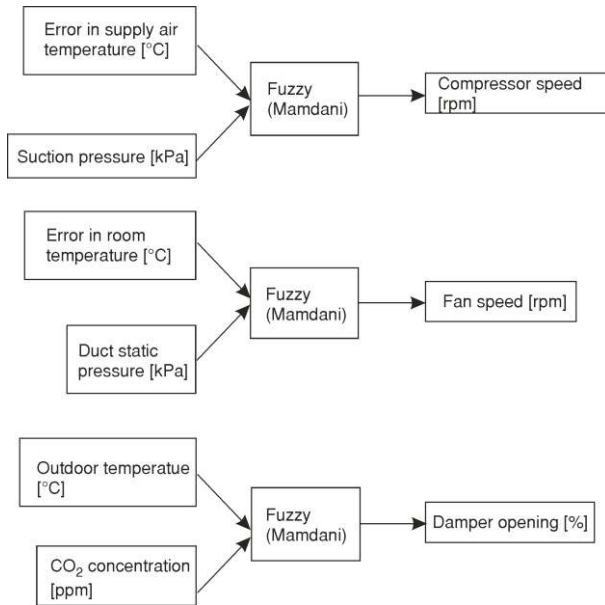 Error in supply air
temperature [°C]
Suction pressure [kPa]
Fuzzy
(Mamdani)
Compressor speed
[rpm]
Error in room
temperature [°C]
Duct static
pressure [kPa]
Fuzzy
(Mamdani)
Fan speed [rpm]
Outdoor temperatue
[°C]
CO₂ concentration
[ppm]
Fuzzy
(Mamdani)
Damper opening [%]